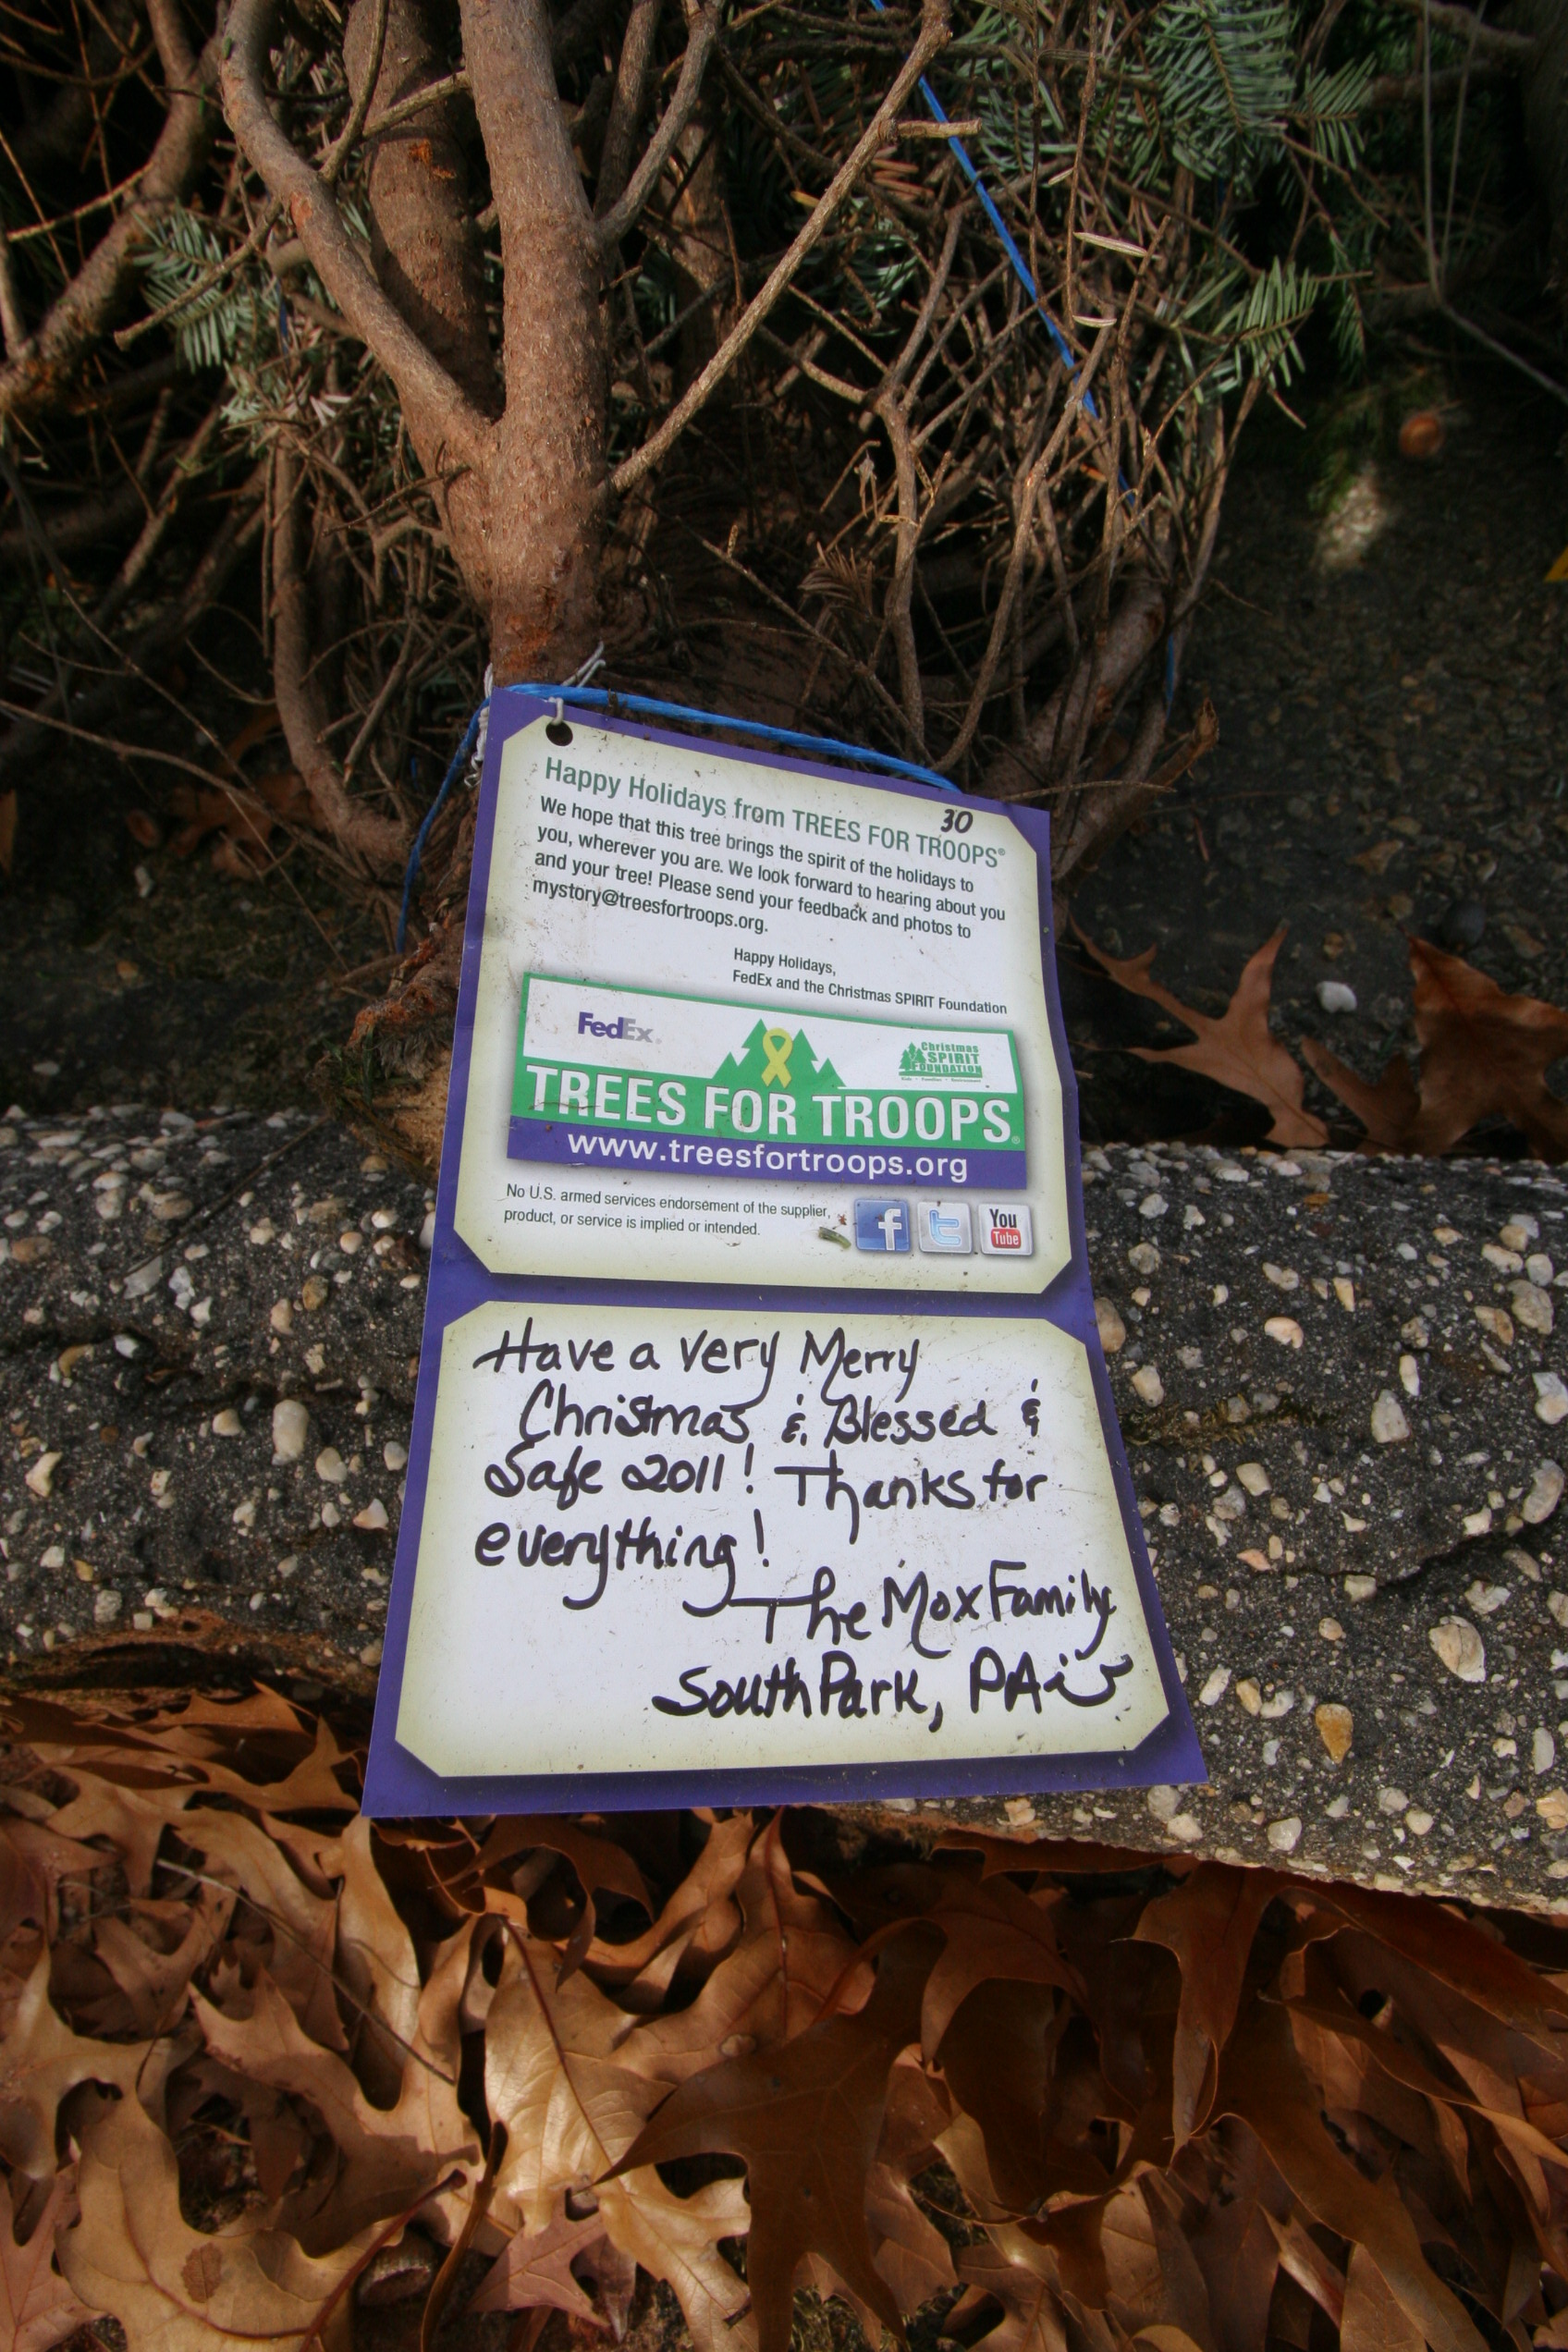 30
Happy Holidays from TREES FOR TROOPS®
We hope that this tree brings the spirit of the holidays to
you, wherever you are. We look forward to hearing about you
and your tree! Please send your feedback and photos to
mystory@treesfortroops.org.
Happy Holidays,
FedEx and the Christmas SPIRIT Foundation
FedEx®
Christmas
SPIRIT
FOUNDATION
TREES FOR TROOPS®
www.treesfortroops.org
No U.S. armed services endorsement of the supplier,
product, or service is implied or intended.
f t You
Tube
Have a very Merry
Christmas & Blessed &
Safe 2011! Thanks for
everything!
The Mox Family
South Park, PA